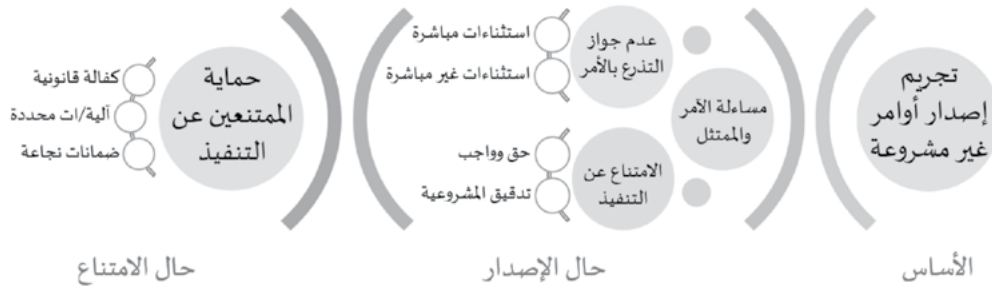 تجريم
إصدار أوامر
غير مشروعة
الأساس
مساءلة الآمر
والممتثل
عدم جواز
التذرع بالأمر
استثناءات مباشرة
استثناءات غير مباشرة
الامتناع عن
التنفيذ
حق وواجب
تدقيق المشروعية
حال الإصدار
حماية
الممتنعين عن
التنفيذ
كفالة قانونية
آلية/ات محددة
ضمانات نجاعة
حال الامتناع